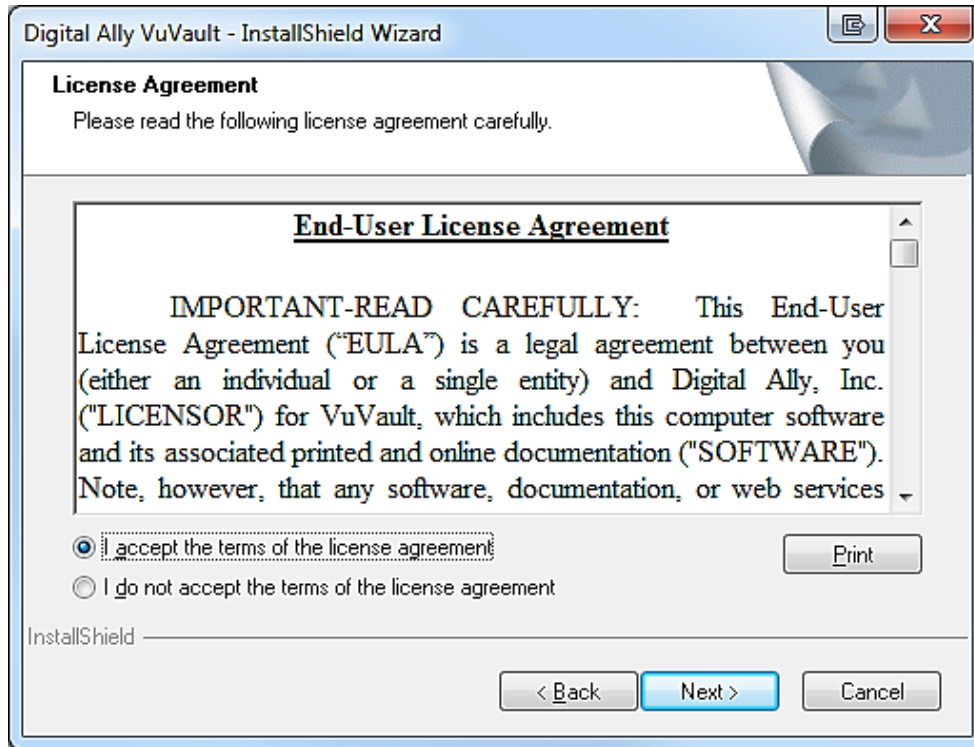 Digital Ally VuVault - InstallShield Wizard
License Agreement
Please read the following license agreement carefully.
End-User License Agreement
IMPORTANT-READ CAREFULLY: This End-User
License Agreement (“EULA”) is a legal agreement between you
(either an individual or a single entity) and Digital Ally, Inc.
("LICENSOR") for VuVault, which includes this computer software
and its associated printed and online documentation ("SOFTWARE").
Note, however, that any software, documentation, or web services
I accept the terms of the license agreement
Print
I do not accept the terms of the license agreement
InstallShield
< Back
Next >
Cancel